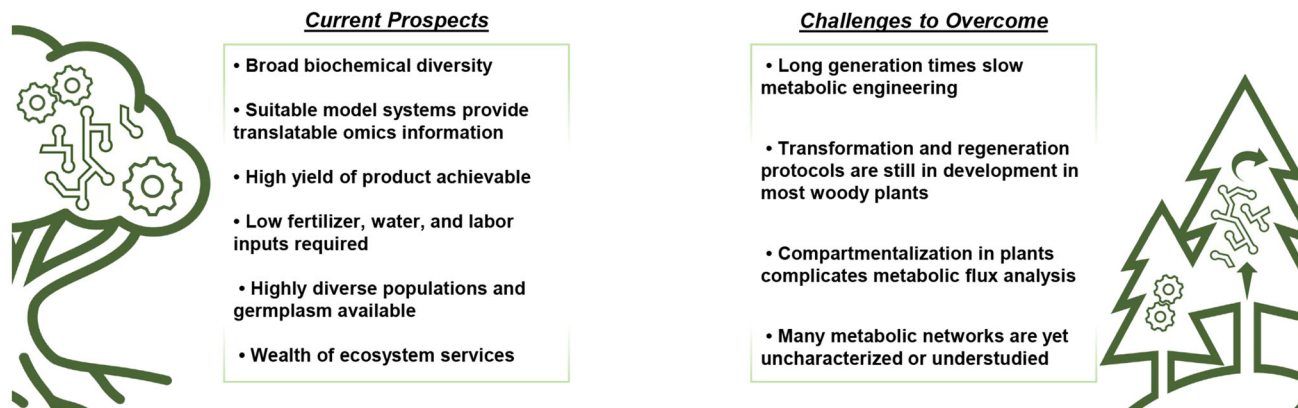 Current Prospects
• Broad biochemical diversity
• Suitable model systems provide
translatable omics information
• High yield of product achievable
• Low fertilizer, water, and labor
inputs required
• Highly diverse populations and
germplasm available
• Wealth of ecosystem services
Challenges to Overcome
• Long generation times slow
metabolic engineering
• Transformation and regeneration
protocols are still in development in
most woody plants
• Compartmentalization in plants
complicates metabolic flux analysis
• Many metabolic networks are yet
uncharacterized or understudied